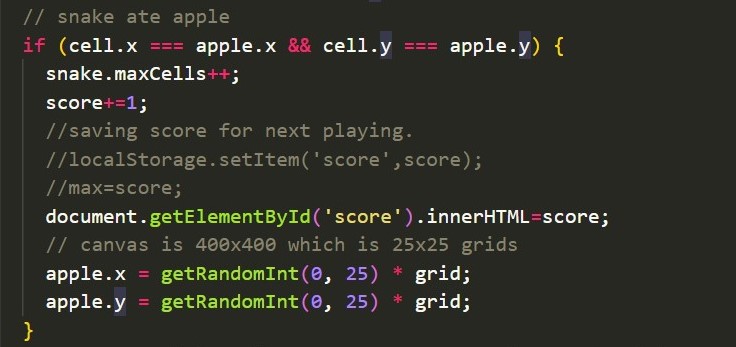 // snake ate apple
if (cell.x === apple.x && cell.y === apple.y) {
  snake.maxCells++;
  score+=1;
  //saving score for next playing.
  //localStorage.setItem('score',score);
  //max=score;
  document.getElementById('score').innerHTML=score;
  // canvas is 400x400 which is 25x25 grids
  apple.x = getRandomInt(0, 25) * grid;
  apple.y = getRandomInt(0, 25) * grid;
}